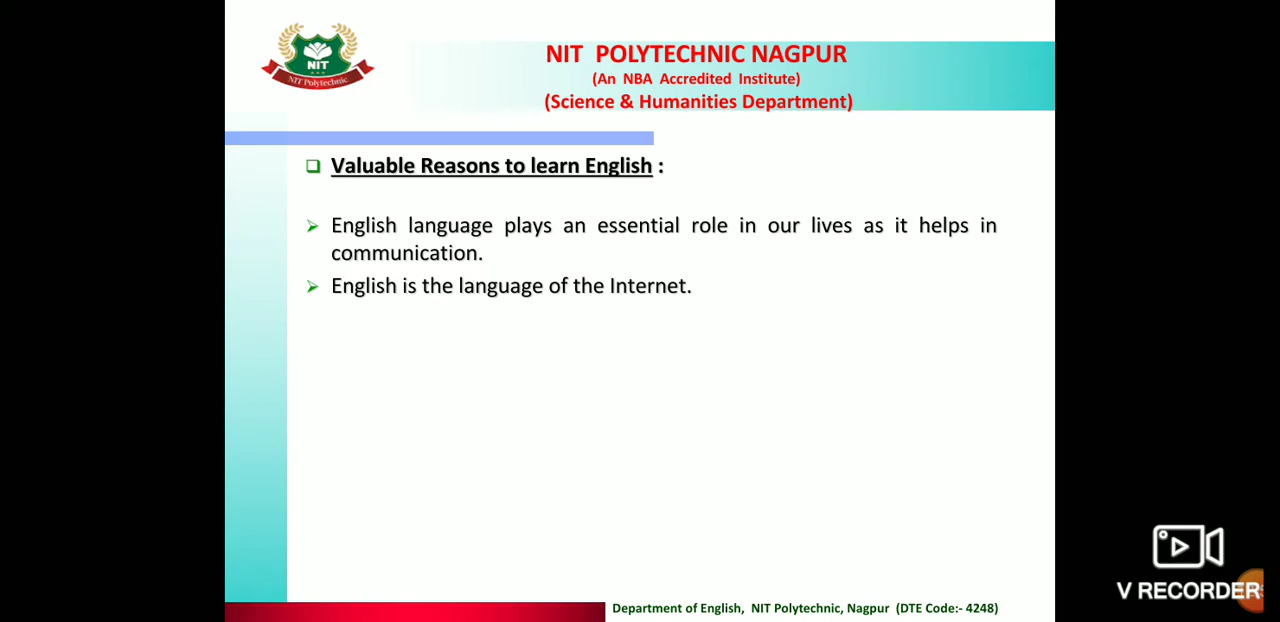 NIT
NIT Polytechnic
NIT POLYTECHNIC NAGPUR
(An NBA Accredited Institute)
(Science & Humanities Department)
Valuable Reasons to learn English :
English language plays an essential role in our lives as it helps in
communication.
English is the language of the Internet.
Department of English, NIT Polytechnic, Nagpur (DTE Code:- 4248)
V RECORDER